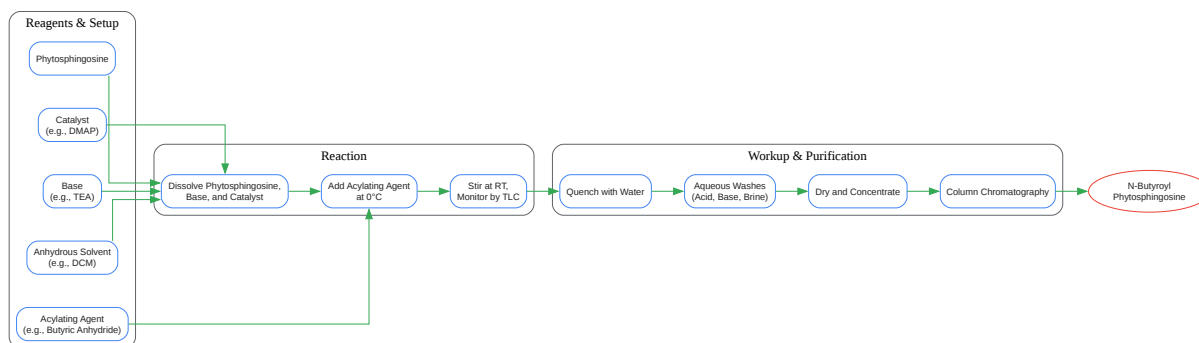 Reagents & Setup
Phytosphingosine
Catalyst
(e.g., DMAP)
Base
(e.g., TEA)
Anhydrous Solvent
(e.g., DCM)
Acylating Agent
(e.g., Butyric Anhydride)
Reaction
Dissolve Phytosphingosine,
Base, and Catalyst
Add Acylating Agent
at 0°C
Stir at RT,
Monitor by TLC
Workup & Purification
Quench with Water
Aqueous Washes
(Acid, Base, Brine)
Dry and Concentrate
Column Chromatography
N-Butyroyl
Phytosphingosine